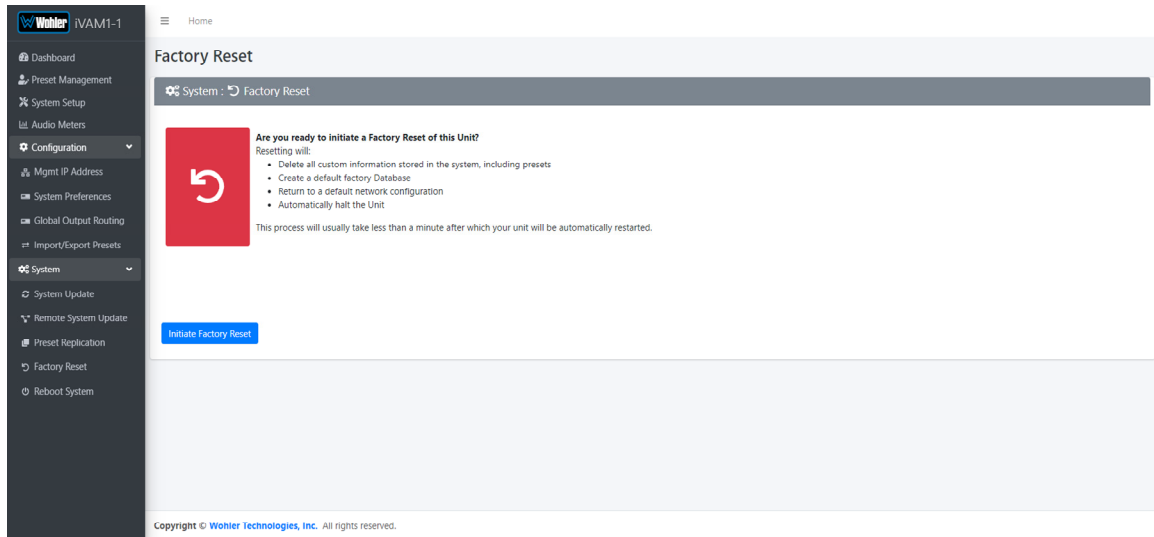 Wohler iVAM1-1
Home
Dashboard
Preset Management
System Setup
Audio Meters
Configuration
Mgmt IP Address
System Preferences
Global Output Routing
Import/Export Presets
System
System Update
Remote System Update
Preset Replication
Factory Reset
Reboot System
Factory Reset
System : Factory Reset
Are you ready to initiate a Factory Reset of this Unit?
Resetting will:
• Delete all custom information stored in the system, including presets
• Create a default factory Database
• Return to a default network configuration
• Automatically halt the Unit
This process will usually take less than a minute after which your unit will be automatically restarted.
Initiate Factory Reset
Copyright © Wohler Technologies, Inc. All rights reserved.